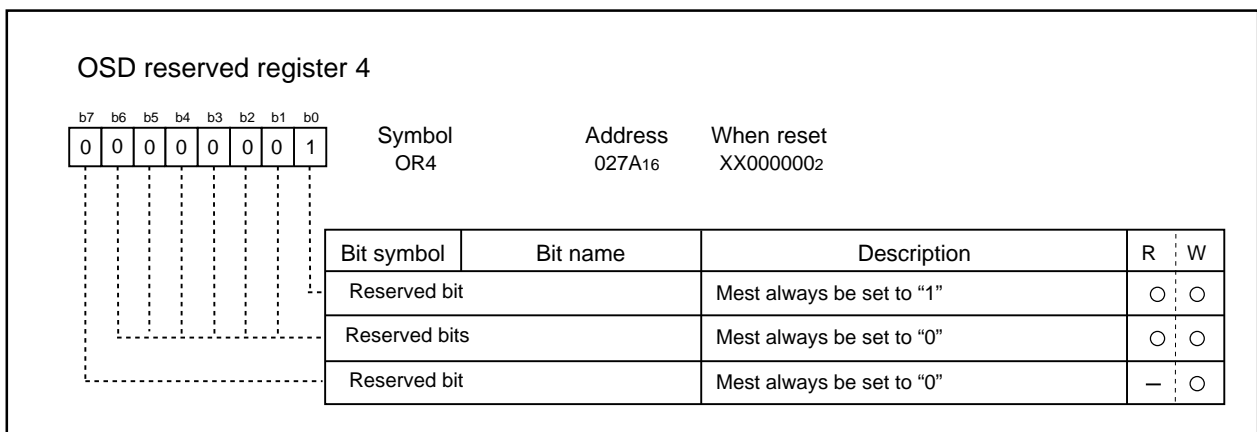 OSD reserved register 4
b7 b6 b5 b4 b3 b2 b1 b0
0 0 0 0 0 0 0 1
Symbol Address When reset
OR4 027A16 XX0000002
Bit symbol Bit name Description R W
Reserved bit Mest always be set to “1” ○ ○
Reserved bits Mest always be set to “0” ○ ○
Reserved bit Mest always be set to “0” – ○